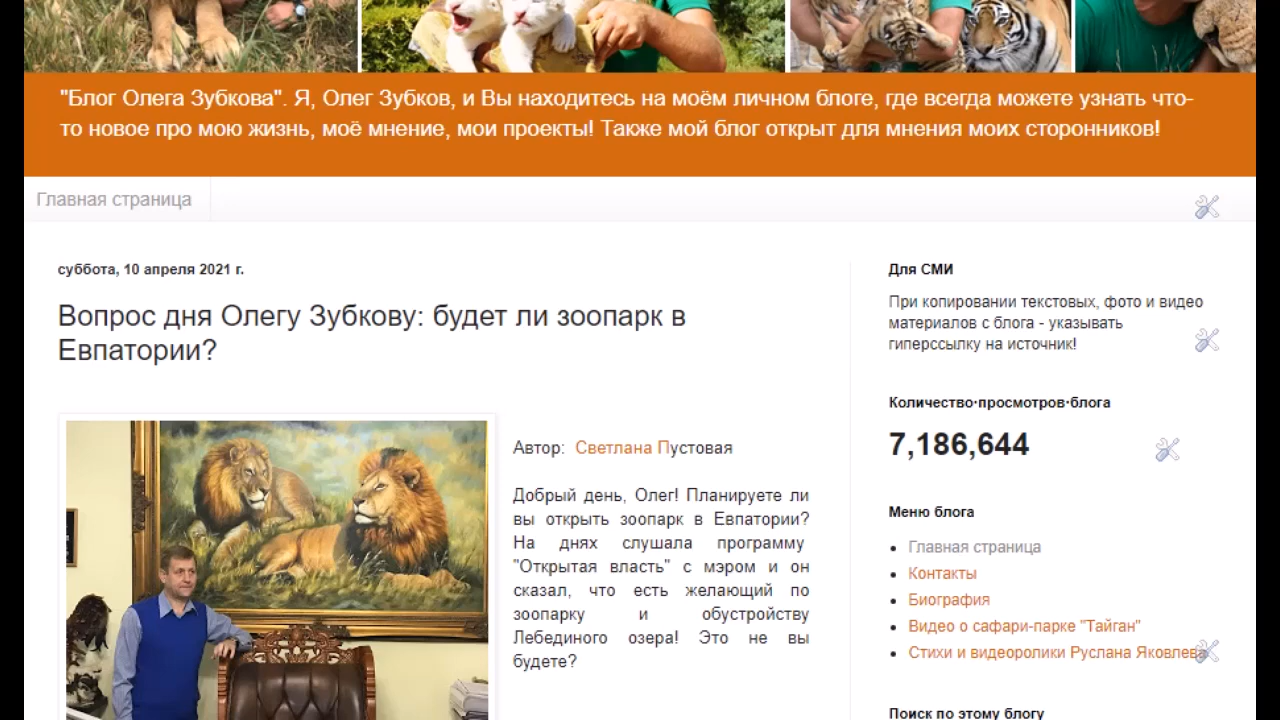 "Блог Олега Зубкова". Я, Олег Зубков, и Вы находитесь на моём личном блоге, где всегда можете узнать что-
то новое про мою жизнь, моё мнение, мои проекты! Также мой блог открыт для мнения моих сторонников!
Главная страница
суббота, 10 апреля 2021 г.
Вопрос дня Олегу Зубкову: будет ли зоопарк в
Евпатории?
Автор: Светлана Пустовая
Добрый день, Олег! Планируете ли
вы открыть зоопарк в Евпатории?
На днях слушала программу
"Открытая власть" с мэром и он
сказал, что есть желающий по
зоопарку и обустройству
Лебединого озера! Это не вы
будете?
Для СМИ
При копировании текстовых, фото и видео
материалов с блога - указывать
гиперссылку на источник!
Количество·просмотров·блога
7,186,644
Меню блога
Главная страница
Контакты
Биография
Видео о сафари-парке "Тайган"
Стихи и видеоролики Руслана Яковлева
Поиск по этому блогу